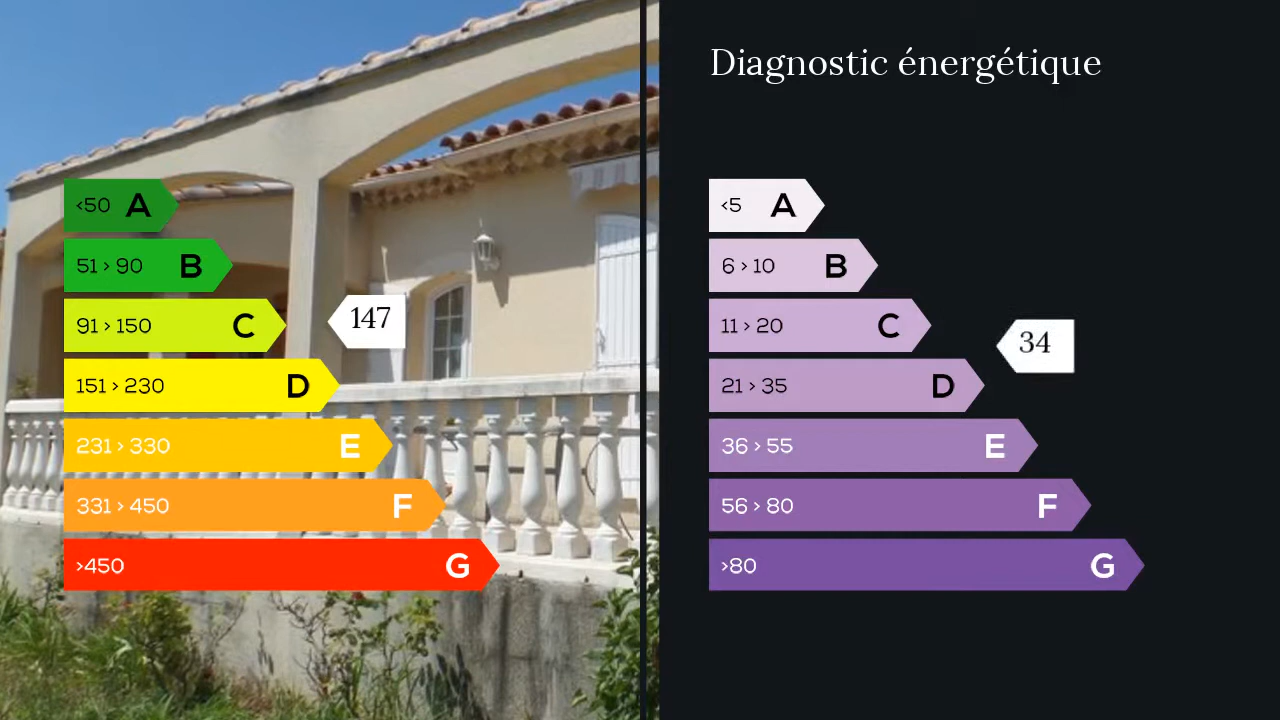 Diagnostic énergétique
<50 A
51 > 90 B
91 > 150 C
147
151 > 230 D
231 > 330 E
331 > 450 F
>450 G
<5 A
6 > 10 B
11 > 20 C
34
21 > 35 D
36 > 55 E
56 > 80 F
>80 G